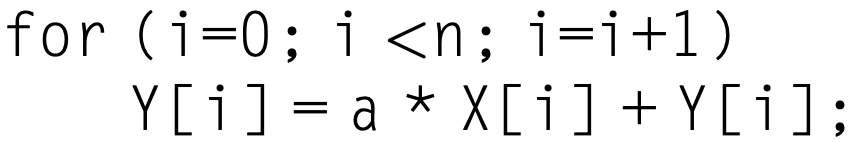 for (i=0; i <n; i=i+1)
Y[i] = a * X[i] + Y[i];